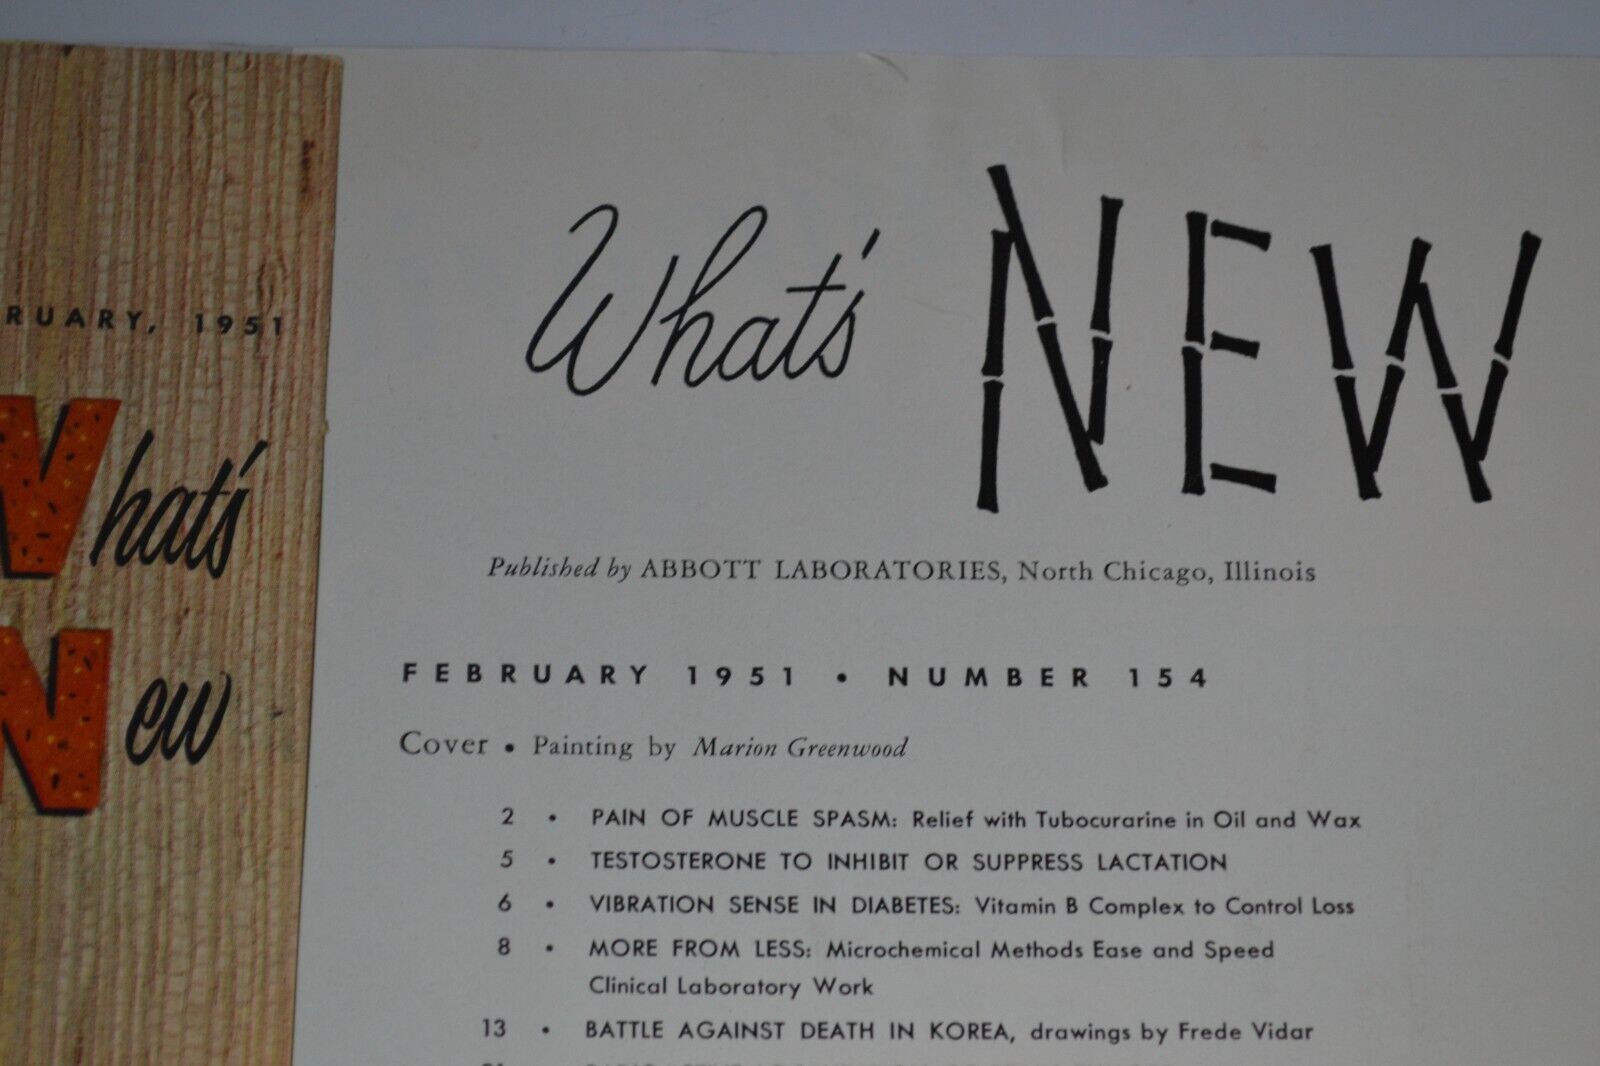 RUARY, 1951
What's
New
What's NEW
Published by ABBOTT LABORATORIES, North Chicago, Illinois
FEBRUARY 1951 • NUMBER 154
Cover • Painting by Marion Greenwood
2 • PAIN OF MUSCLE SPASM: Relief with Tubocurarine in Oil and Wax
5 • TESTOSTERONE TO INHIBIT OR SUPPRESS LACTATION
6 • VIBRATION SENSE IN DIABETES: Vitamin B Complex to Control Loss
8 • MORE FROM LESS: Microchemical Methods Ease and Speed
Clinical Laboratory Work
13 • BATTLE AGAINST DEATH IN KOREA, drawings by Frede Vidar